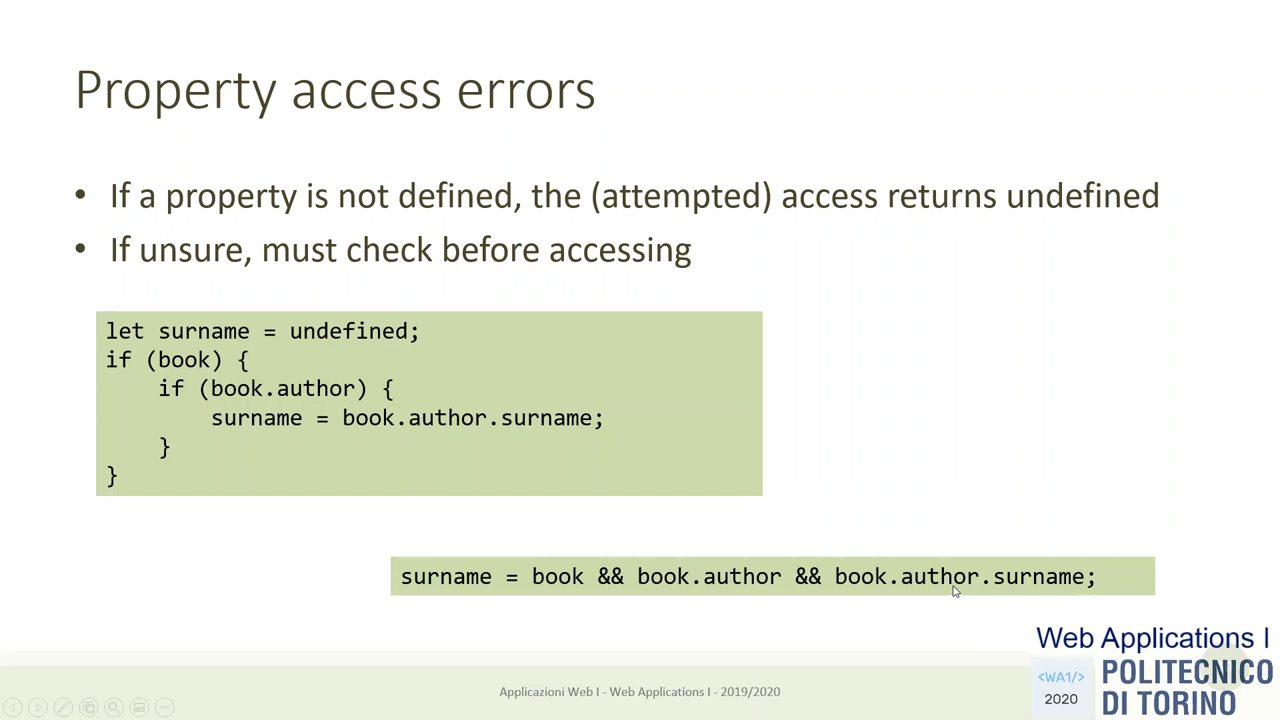 Property access errors
• If a property is not defined, the (attempted) access returns undefined
• If unsure, must check before accessing
let surname = undefined;
if (book) {
    if (book.author) {
        surname = book.author.surname;
    }
}
surname = book && book.author && book.author.surname;
Web Applications I
<WA1/>
2020
POLITECNICO
DI TORINO
Applicazioni Web I - Web Applications I - 2019/2020